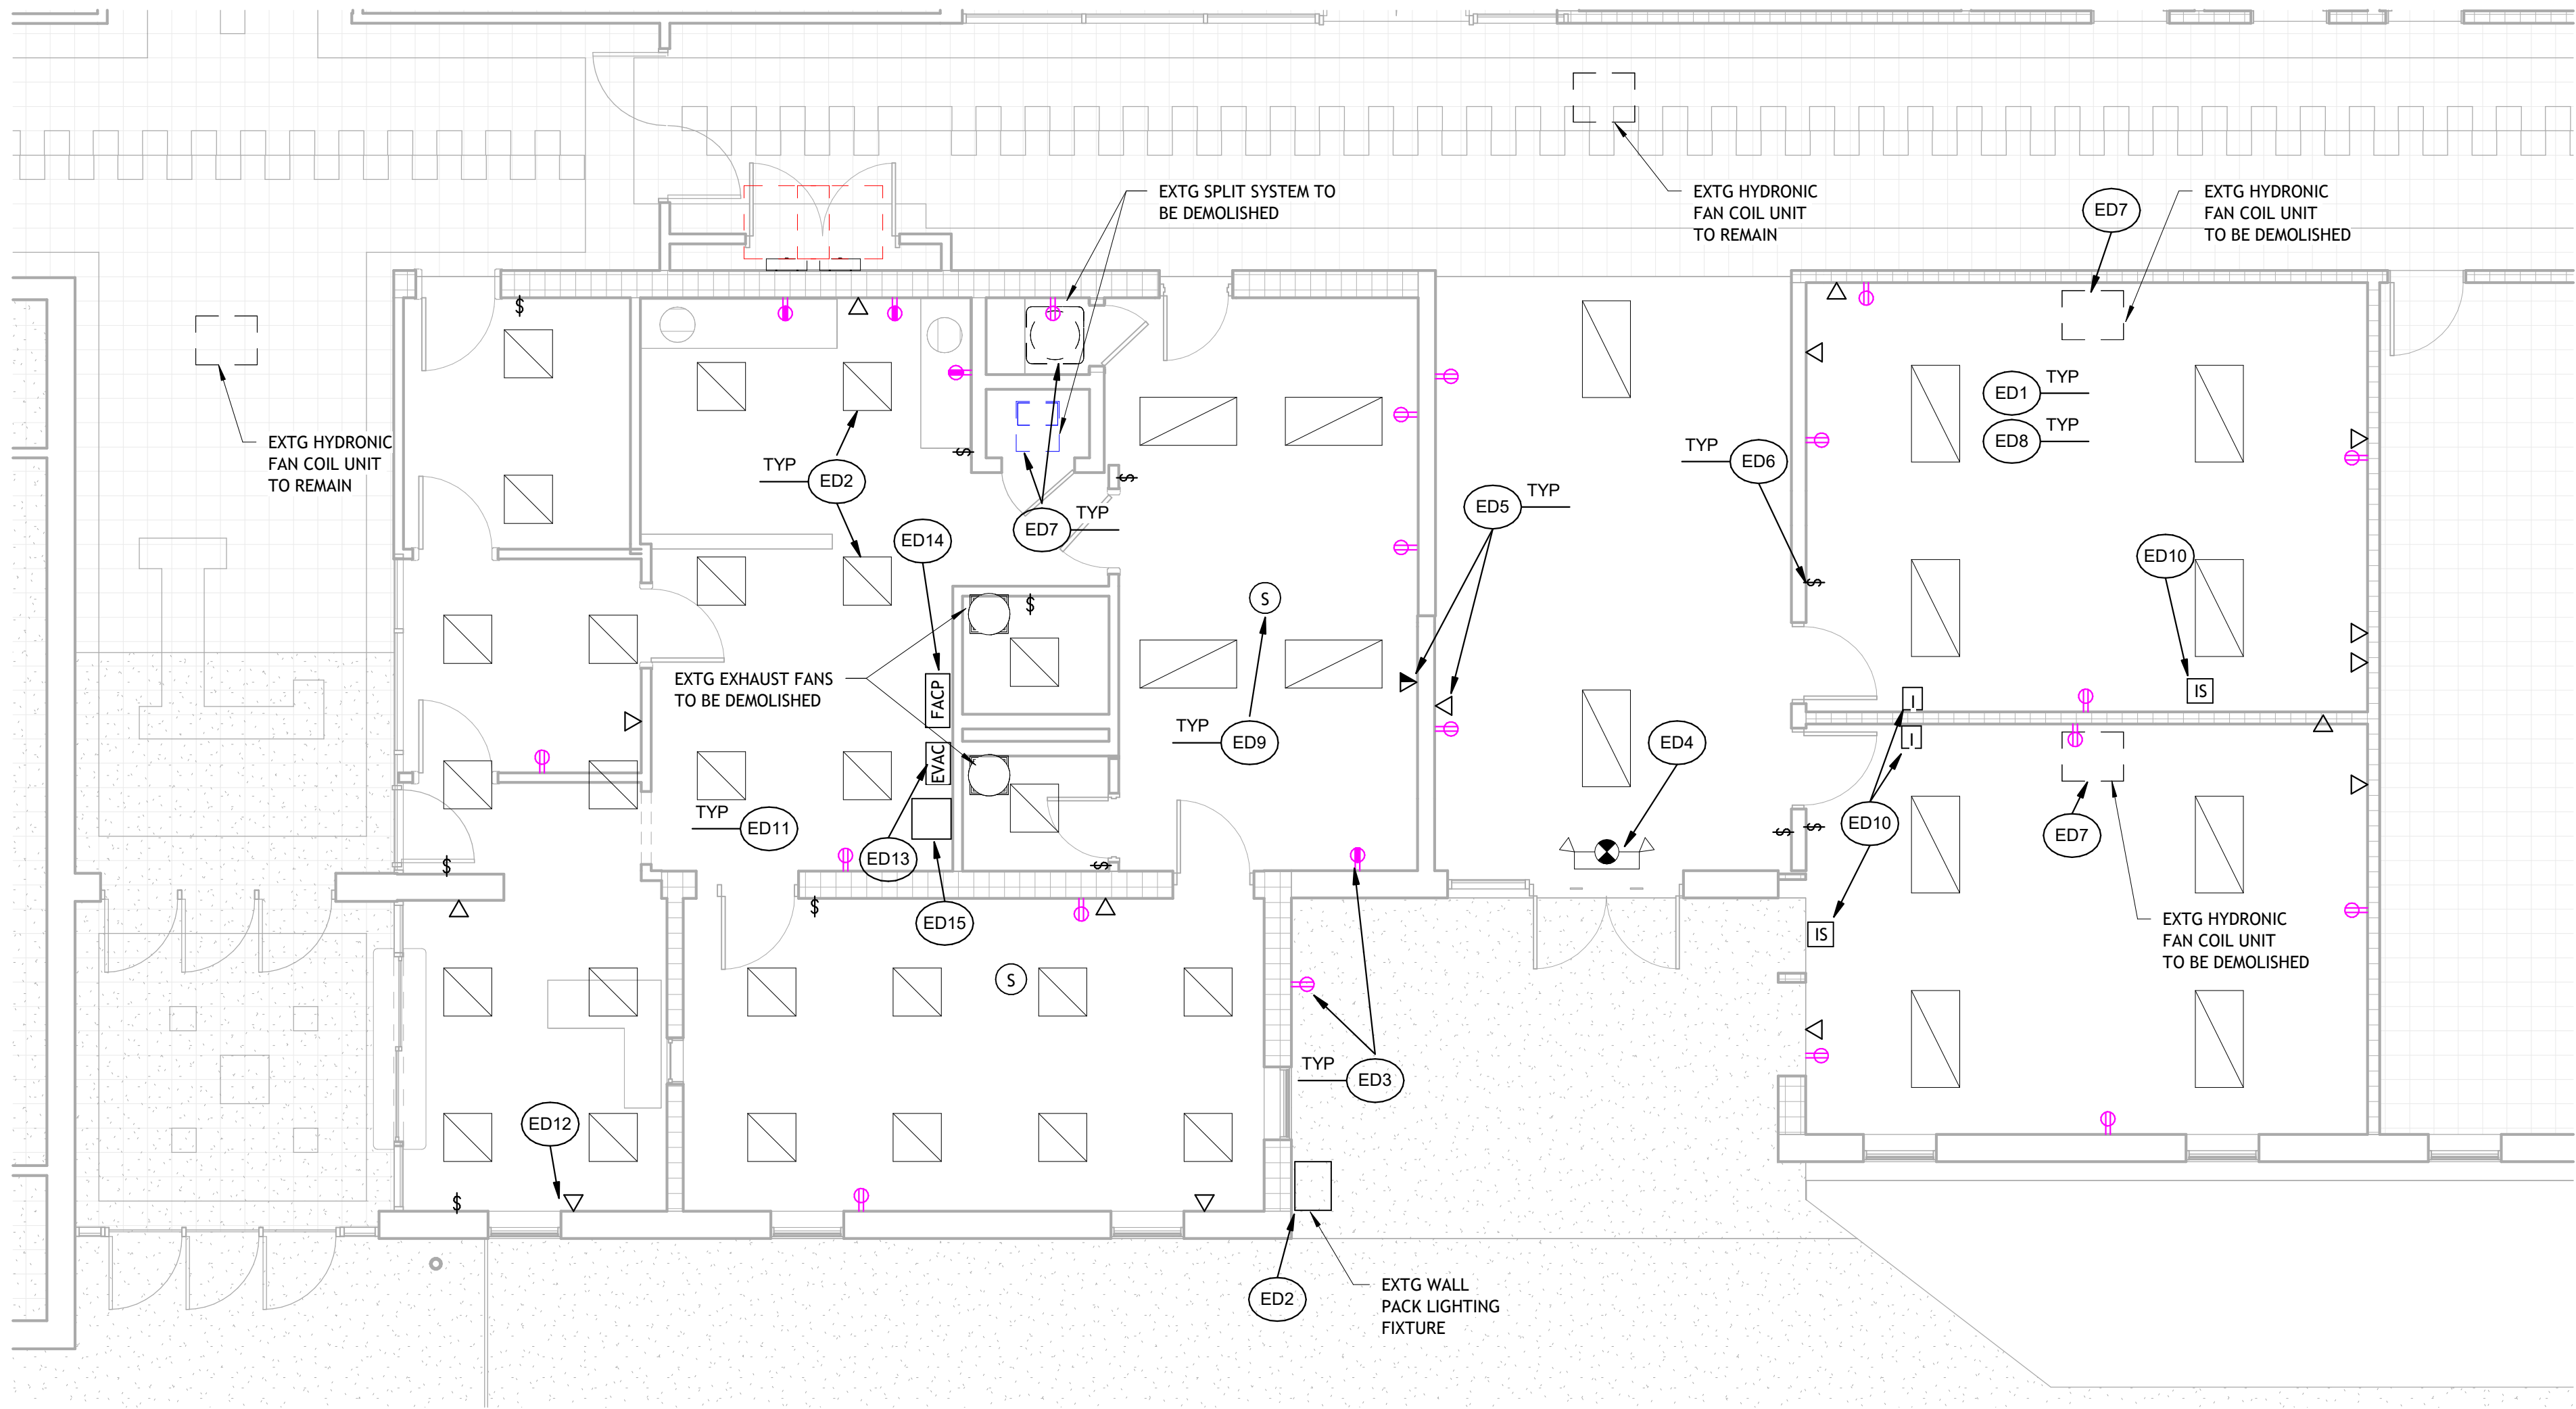 EXTG SPLIT SYSTEM TO
BE DEMOLISHED
EXTG HYDRONIC
FAN COIL UNIT
TO REMAIN
ED7
EXTG HYDRONIC
FAN COIL UNIT
TO BE DEMOLISHED
$
EXTG HYDRONIC
FAN COIL UNIT
TO REMAIN
TYP
ED1
TYP
ED8
TYP
ED2
$
$
TYP
ED6
TYP
ED5
TYP
ED7
ED14
ED10
$
$
S
EXTG EXHAUST FANS
TO BE DEMOLISHED
FACP
IS
I
I
TYP
ED9
ED4
EVAC
TYP
ED11
ED13
ED10
ED7
$
$
$
$
$
ED15
EXTG HYDRONIC
FAN COIL UNIT
TO BE DEMOLISHED
IS
S
TYP
ED3
ED12
$
ED2
EXTG WALL
PACK LIGHTING
FIXTURE